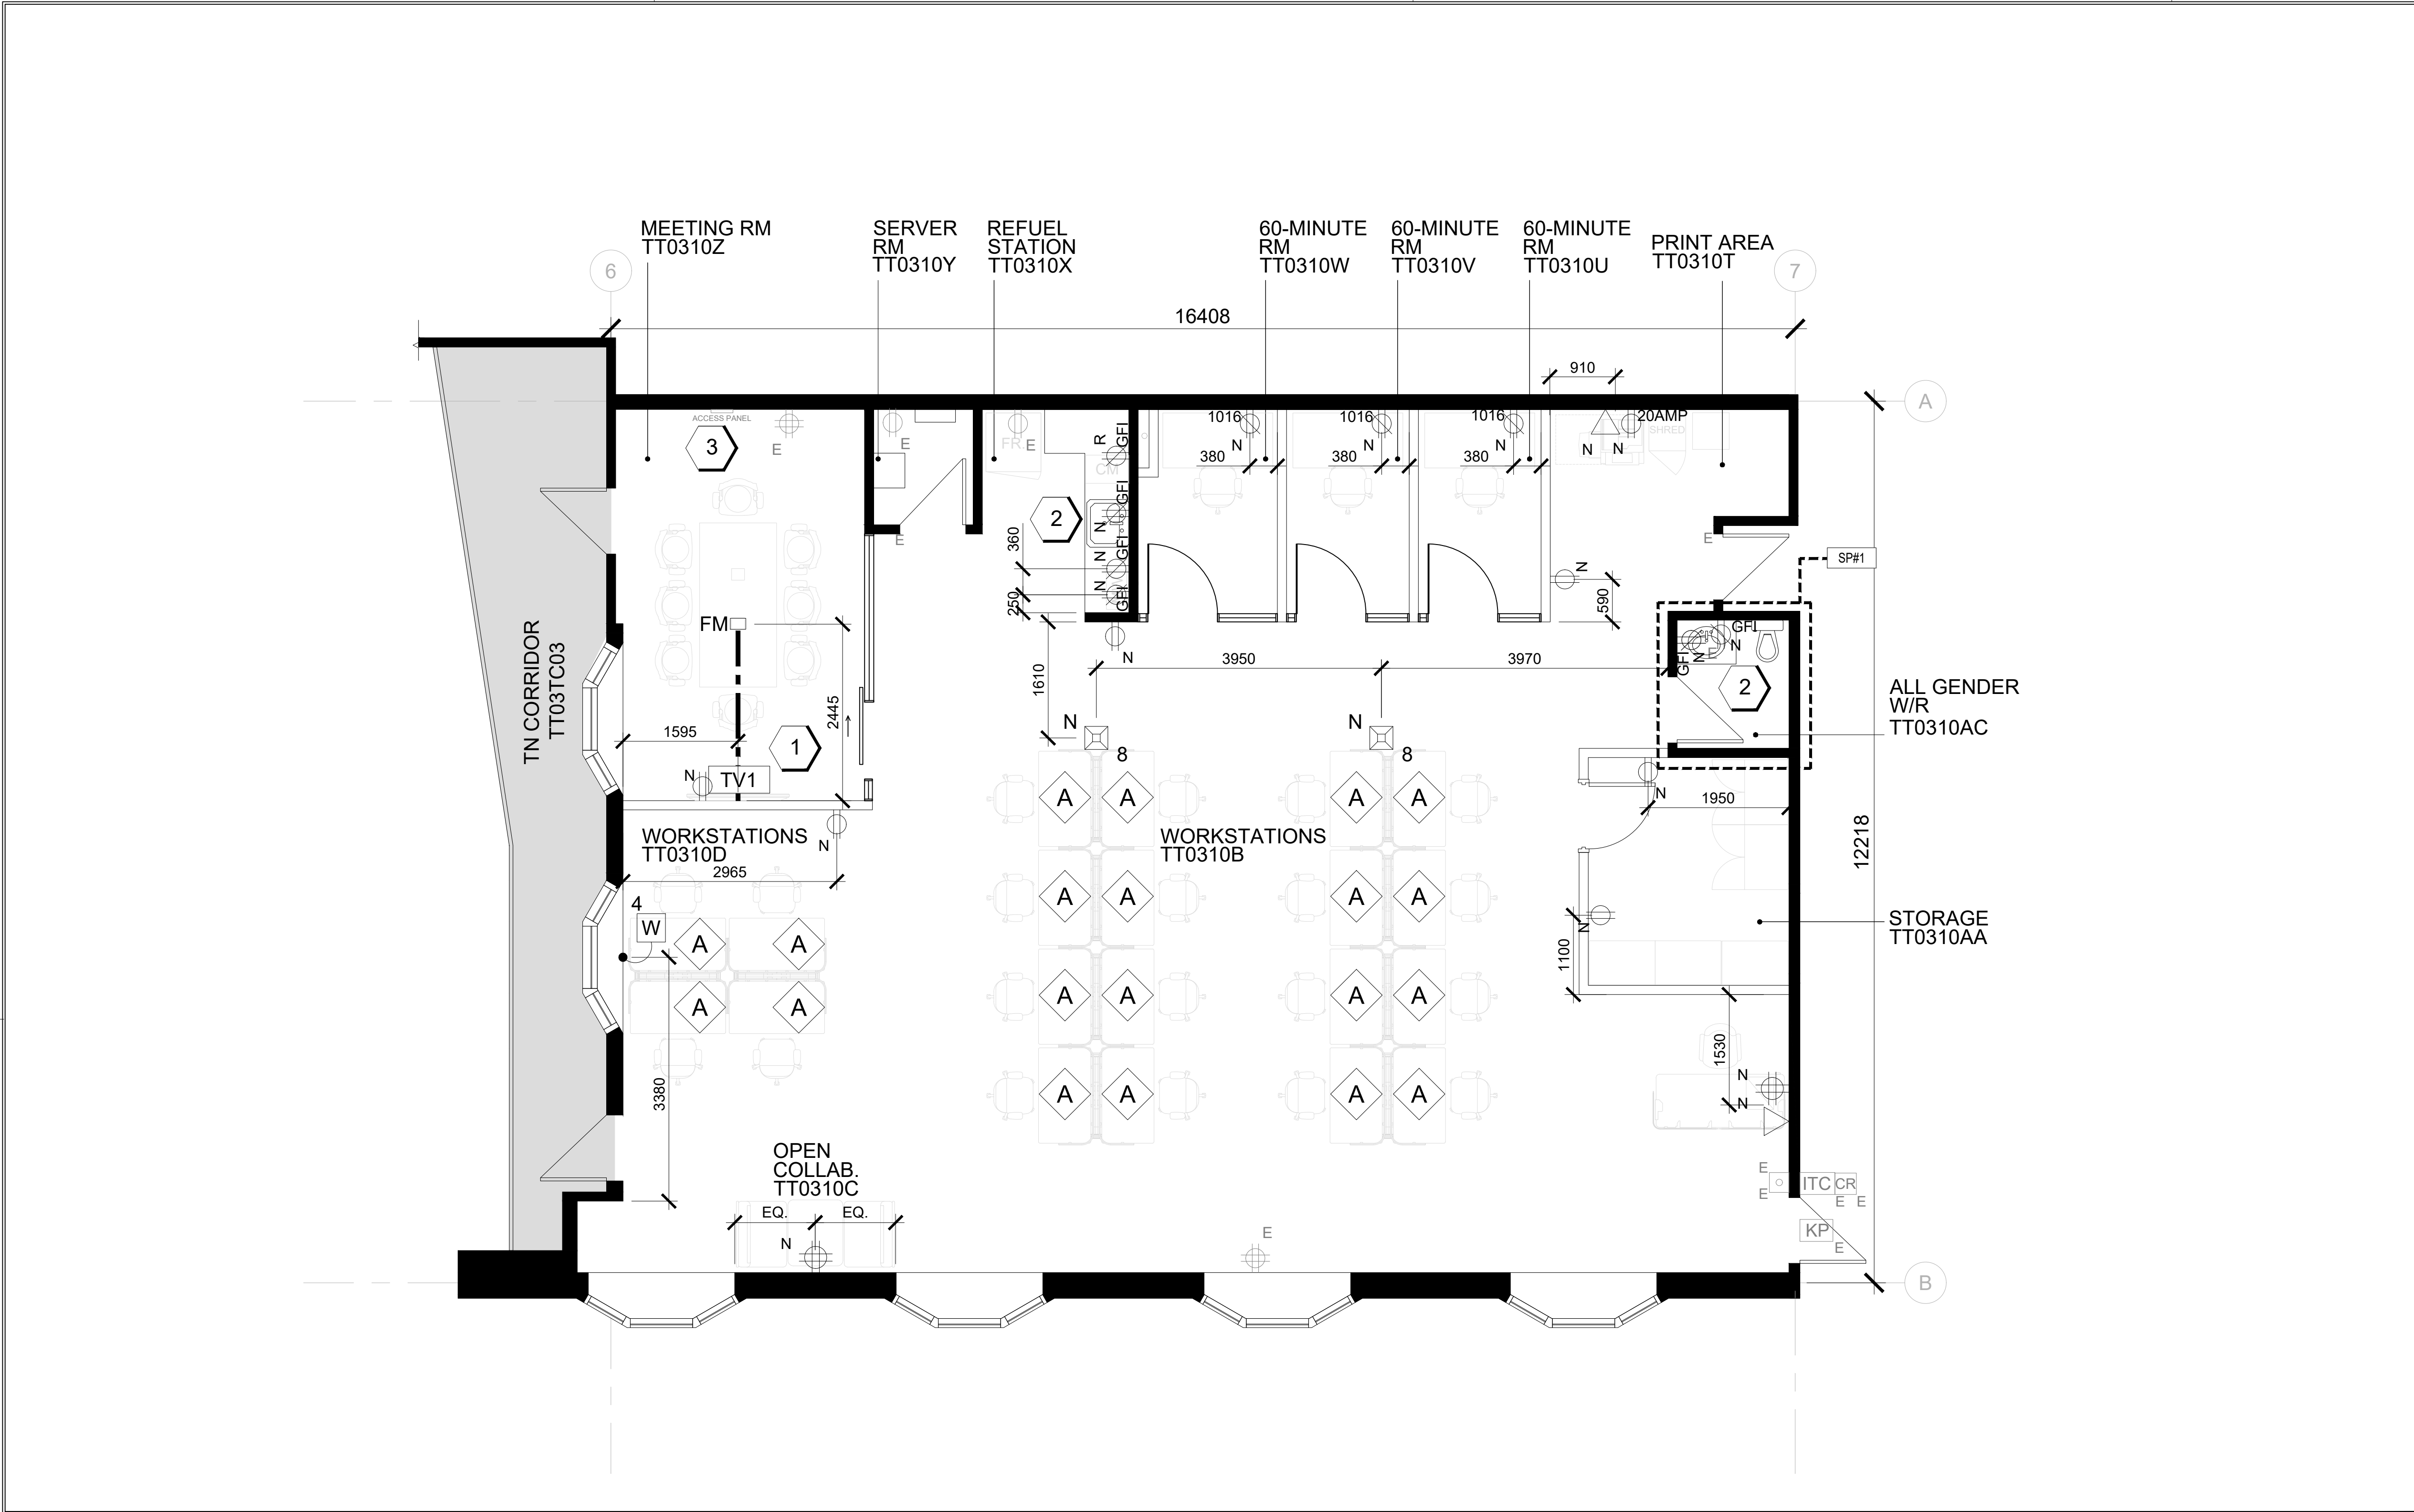 MEETING RM
TT0310Z
SERVER
RM
TT0310Y
REFUEL
STATION
TT0310X
60-MINUTE
RM
TT0310W
60-MINUTE
RM
TT0310V
60-MINUTE
RM
TT0310U
PRINT AREA
TT0310T
6
7
16408
910
A
ACCESS PANEL
3
E
E
FR.
E
R
GFI
CM
1016
N
380
1016
N
380
1016
N
380
20AMP
N
N
SHRED
2
GFI
N
GFI
N
N
GFI
360
250
E
E
SP#1
N
590
TN CORRIDOR
TT03TC03
FM
GFI
N
GFI
N
E
2
1610
3950
3970
2445
1595
1
N
TV1
N
N
8
N
8
ALL GENDER
W/R
TT0310AC
A
A
A
A
N
1950
WORKSTATIONS
TT0310D
N
2965
WORKSTATIONS
TT0310B
12218
4
W
A
A
A
A
A
A
N
1100
STORAGE
TT0310AA
A
A
A
A
A
A
1530
3380
A
A
A
A
N
N
OPEN
COLLAB.
TT0310C
E
E
ITC
CR
E
E
KP
E
EQ.
EQ.
N
E
B